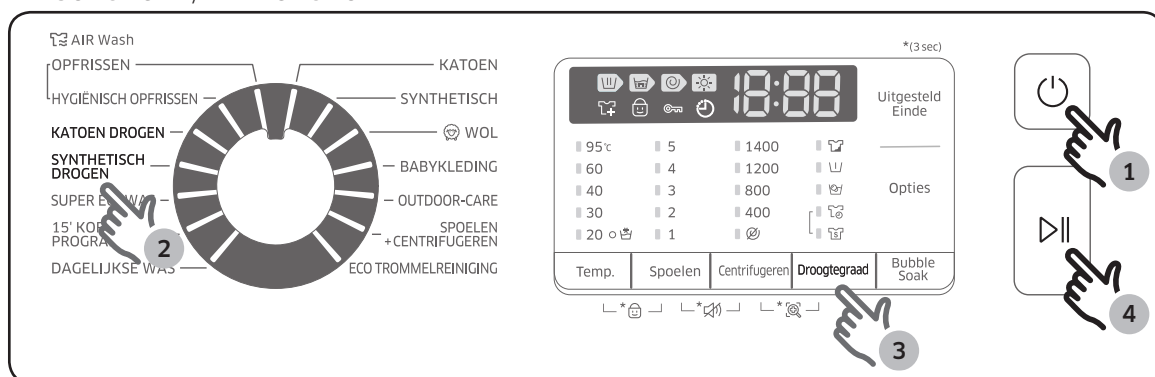 AIR Wash
OPFRISSEN
HYGIËNISCH OPFRISSEN
KATOEN DROGEN
SYNTHETISCH
DROGEN
SUPER
15' KOR
PROGRA
DAGELIJKSE WAS
KATOEN
SYNTHETISCH
WOL
BABYKLEDING
OUTDOOR-CARE
SPOELEN
+CENTRIFUGEREN
ECO TROMMELREINIGING
2
*(3 sec)
18:88
Uitgesteld
Einde
Opties
95℃ 5 1400
60 4 1200
40 3 800
30 2 400
20 1
Temp. Spoelen Centrifugeren Droogtegraad Bubble
Soak
* * *
3
1
4